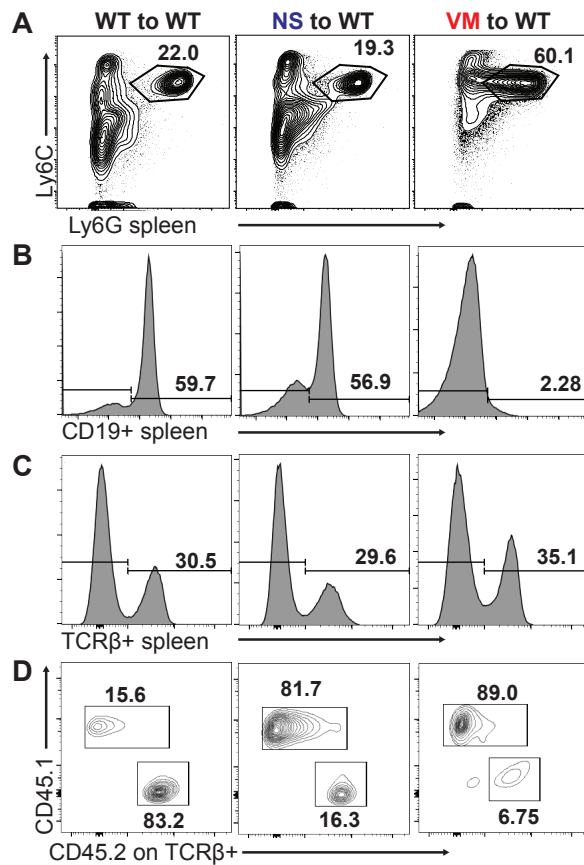 WT to WT NS to WT VM to WT
A
22.0 19.3 60.1
Ly6C
Ly6G spleen
B
59.7 56.9 2.28
CD19+ spleen
C
30.5 29.6 35.1
TCRβ+ spleen
D
15.6 81.7 89.0
CD45.1
83.2 16.3 6.75
CD45.2 on TCRβ+